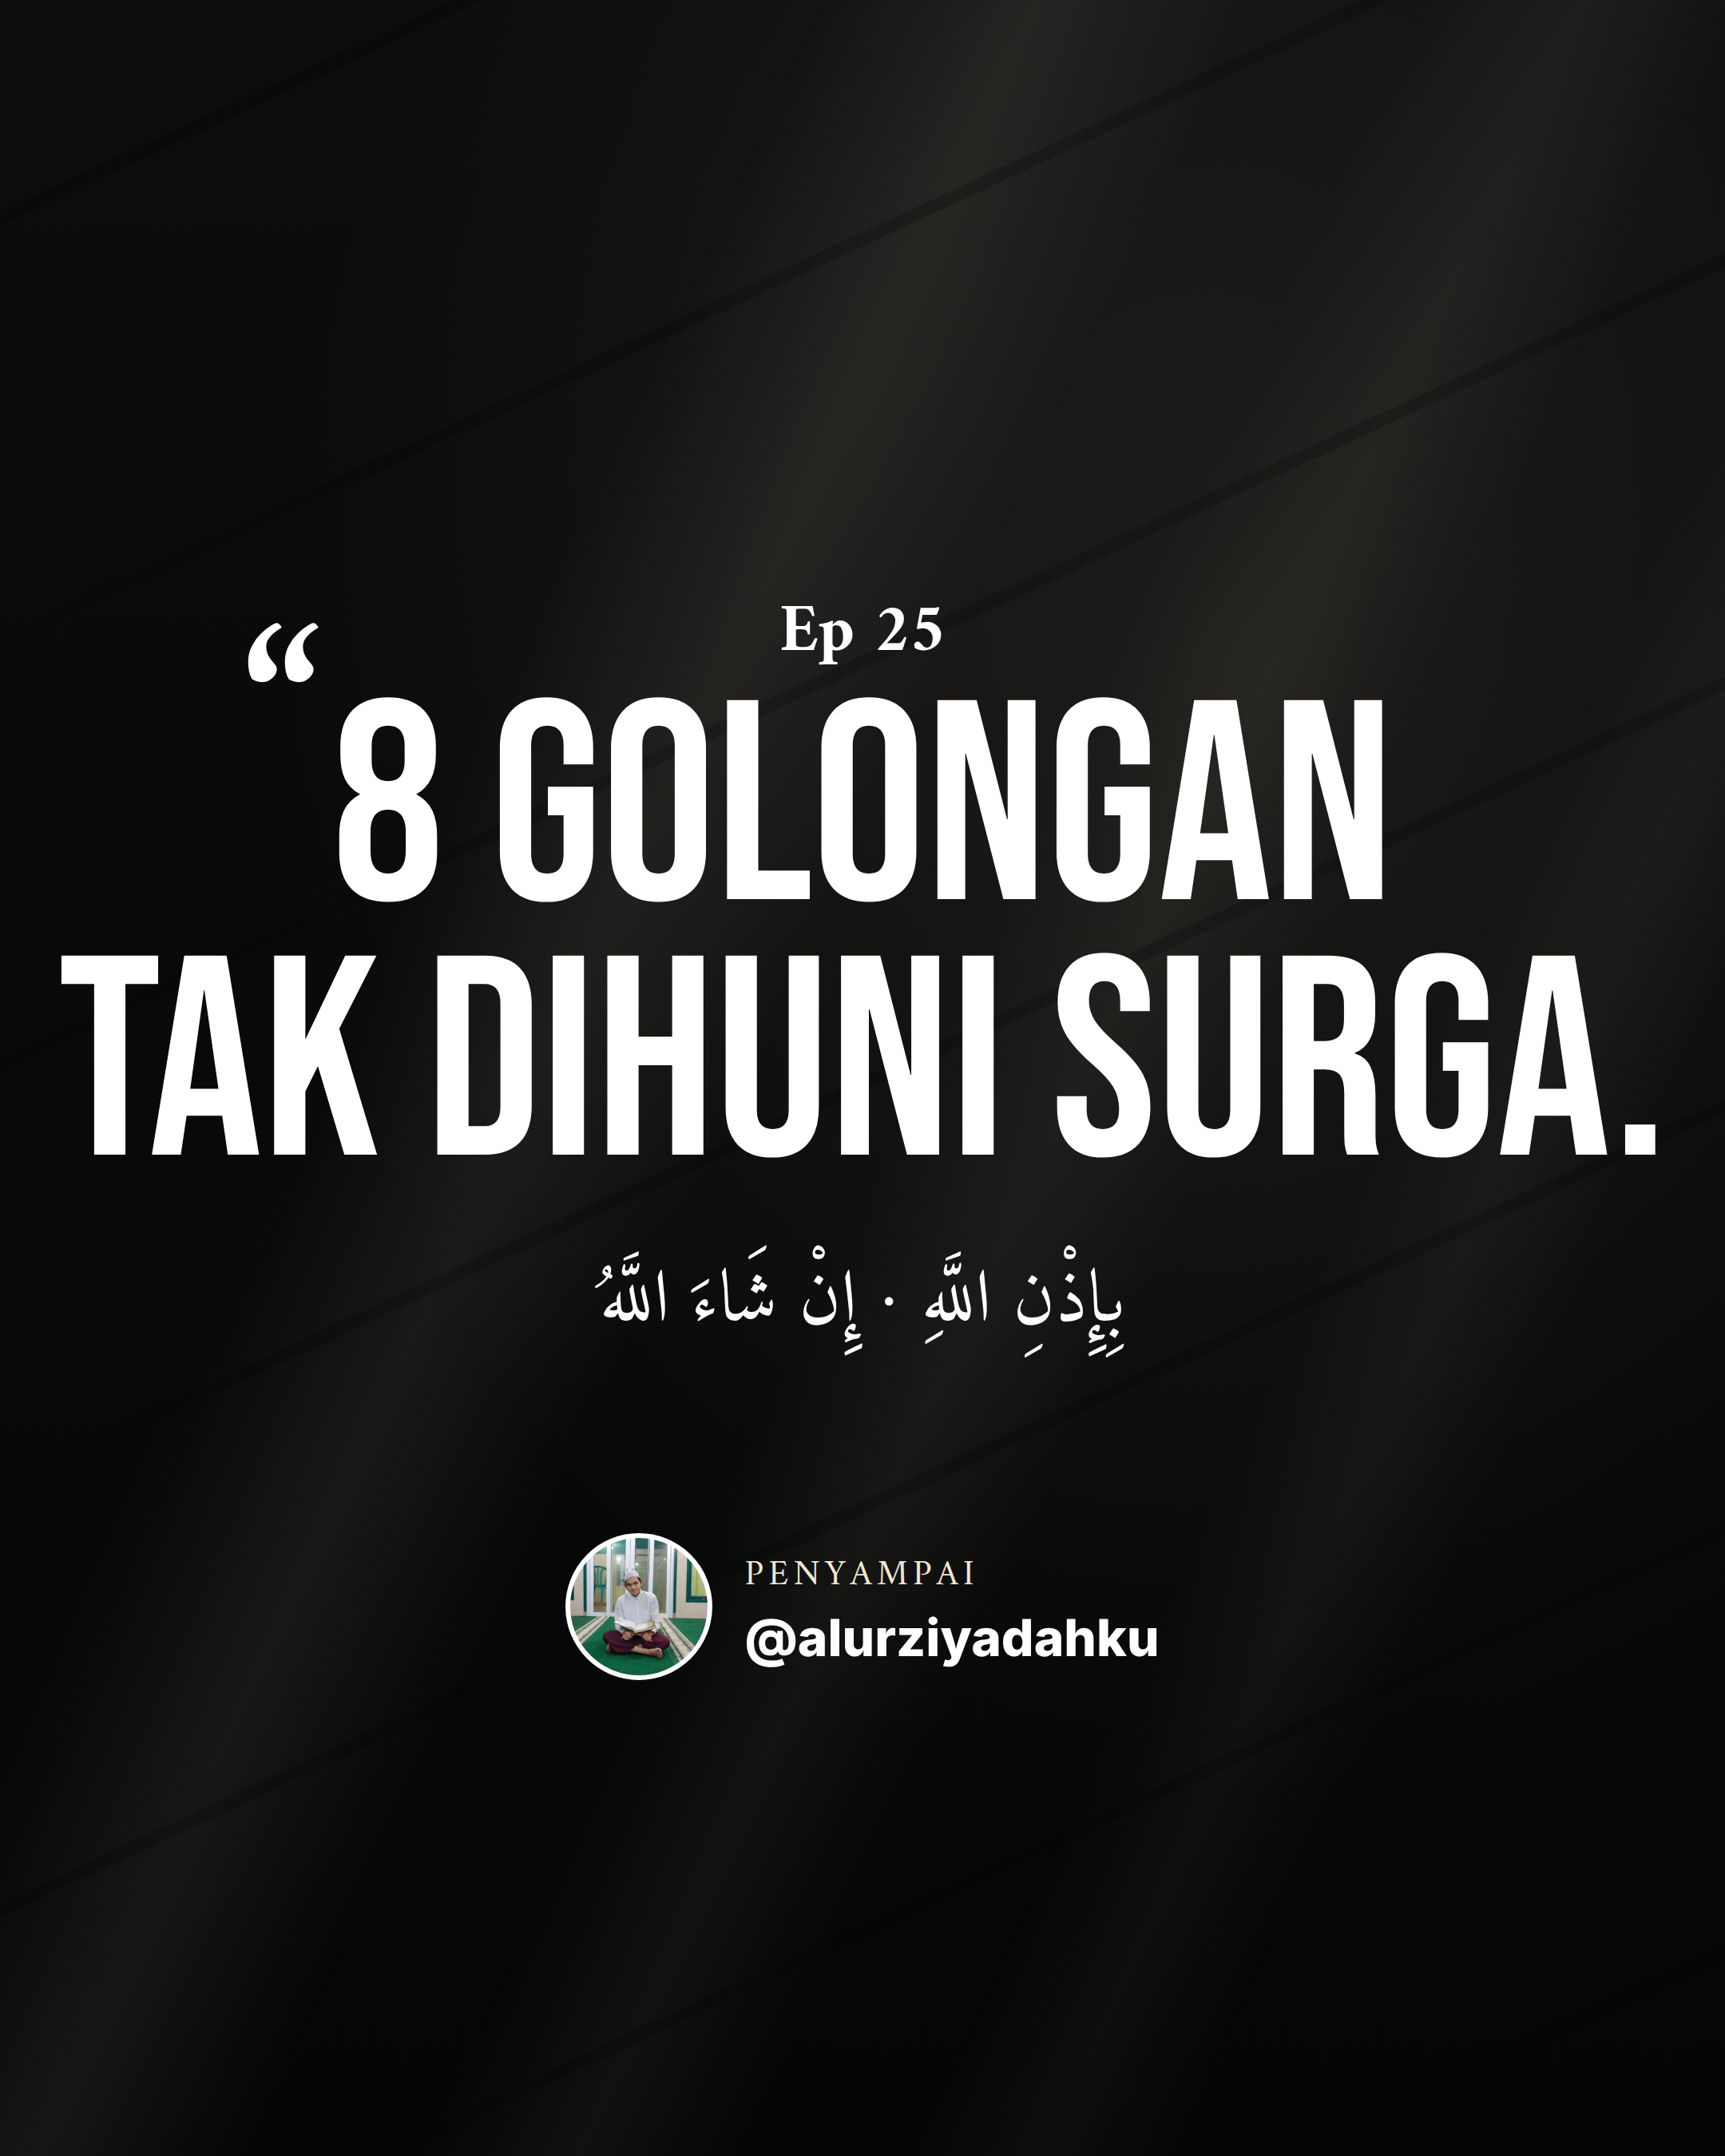 Ep 25
“8 GOLONGAN
TAK DIHUNI SURGA.
بِإِذْنِ اللَّهِ · إِنْ شَاءَ اللَّهُ
PENYAMPAI
@alurziyadahku